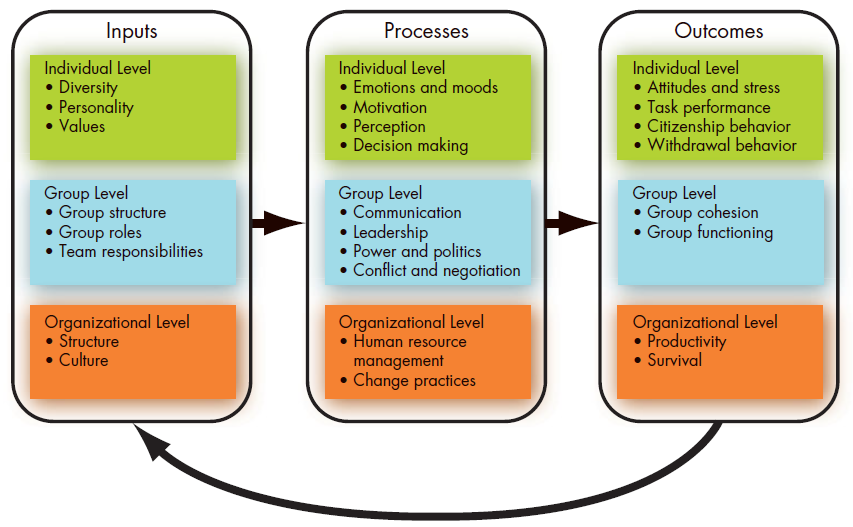 Inputs
Individual Level
• Diversity
• Personality
• Values
Group Level
• Group structure
• Group roles
• Team responsibilities
Organizational Level
• Structure
• Culture
Processes
Individual Level
• Emotions and moods
• Motivation
• Perception
• Decision making
Group Level
• Communication
• Leadership
• Power and politics
• Conflict and negotiation
Organizational Level
• Human resource
management
• Change practices
Outcomes
Individual Level
• Attitudes and stress
• Task performance
• Citizenship behavior
• Withdrawal behavior
Group Level
• Group cohesion
• Group functioning
Organizational Level
• Productivity
• Survival